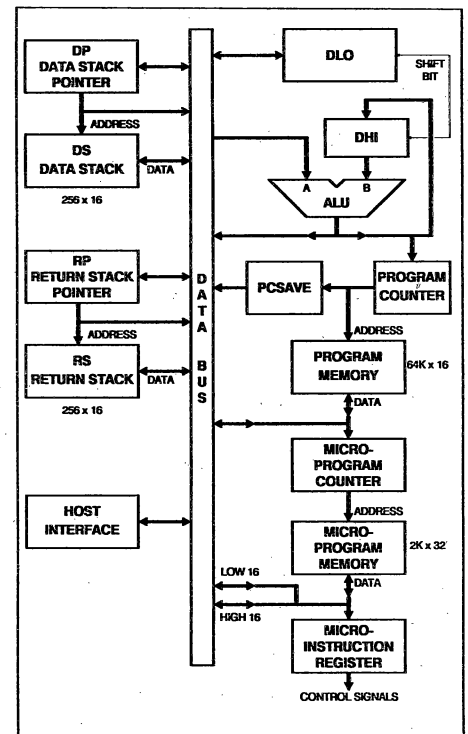 DP
DATA STACK
POINTER
ADDRESS
DS
DATA STACK
DATA
256 x 16
RP
RETURN STACK
POINTER
ADDRESS
RS
RETURN STACK
DATA
256 x 16
HOST
INTERFACE
DATA BUS
DLO
SHIFT
BIT
DHI
A
B
ALU
PCSAVE
PROGRAM
COUNTER
ADDRESS
PROGRAM
MEMORY
64K x 16
DATA
MICRO-
PROGRAM
COUNTER
ADDRESS
MICRO-
PROGRAM
MEMORY
2K x 32
DATA
LOW 16
HIGH 16
MICRO-
INSTRUCTION
REGISTER
CONTROL SIGNALS